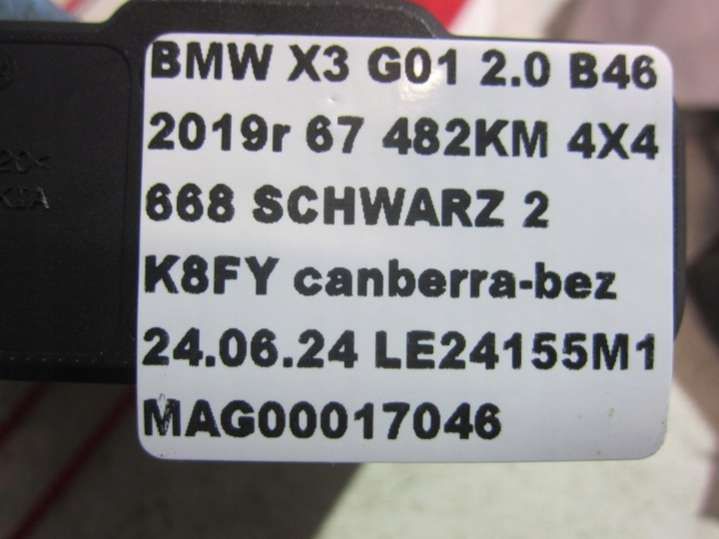 BMW X3 G01 2.0 B46
2019r 67 482KM 4X4
668 SCHWARZ 2
K8FY canberra-bez
24.06.24 LE24155M1
MAG00017046